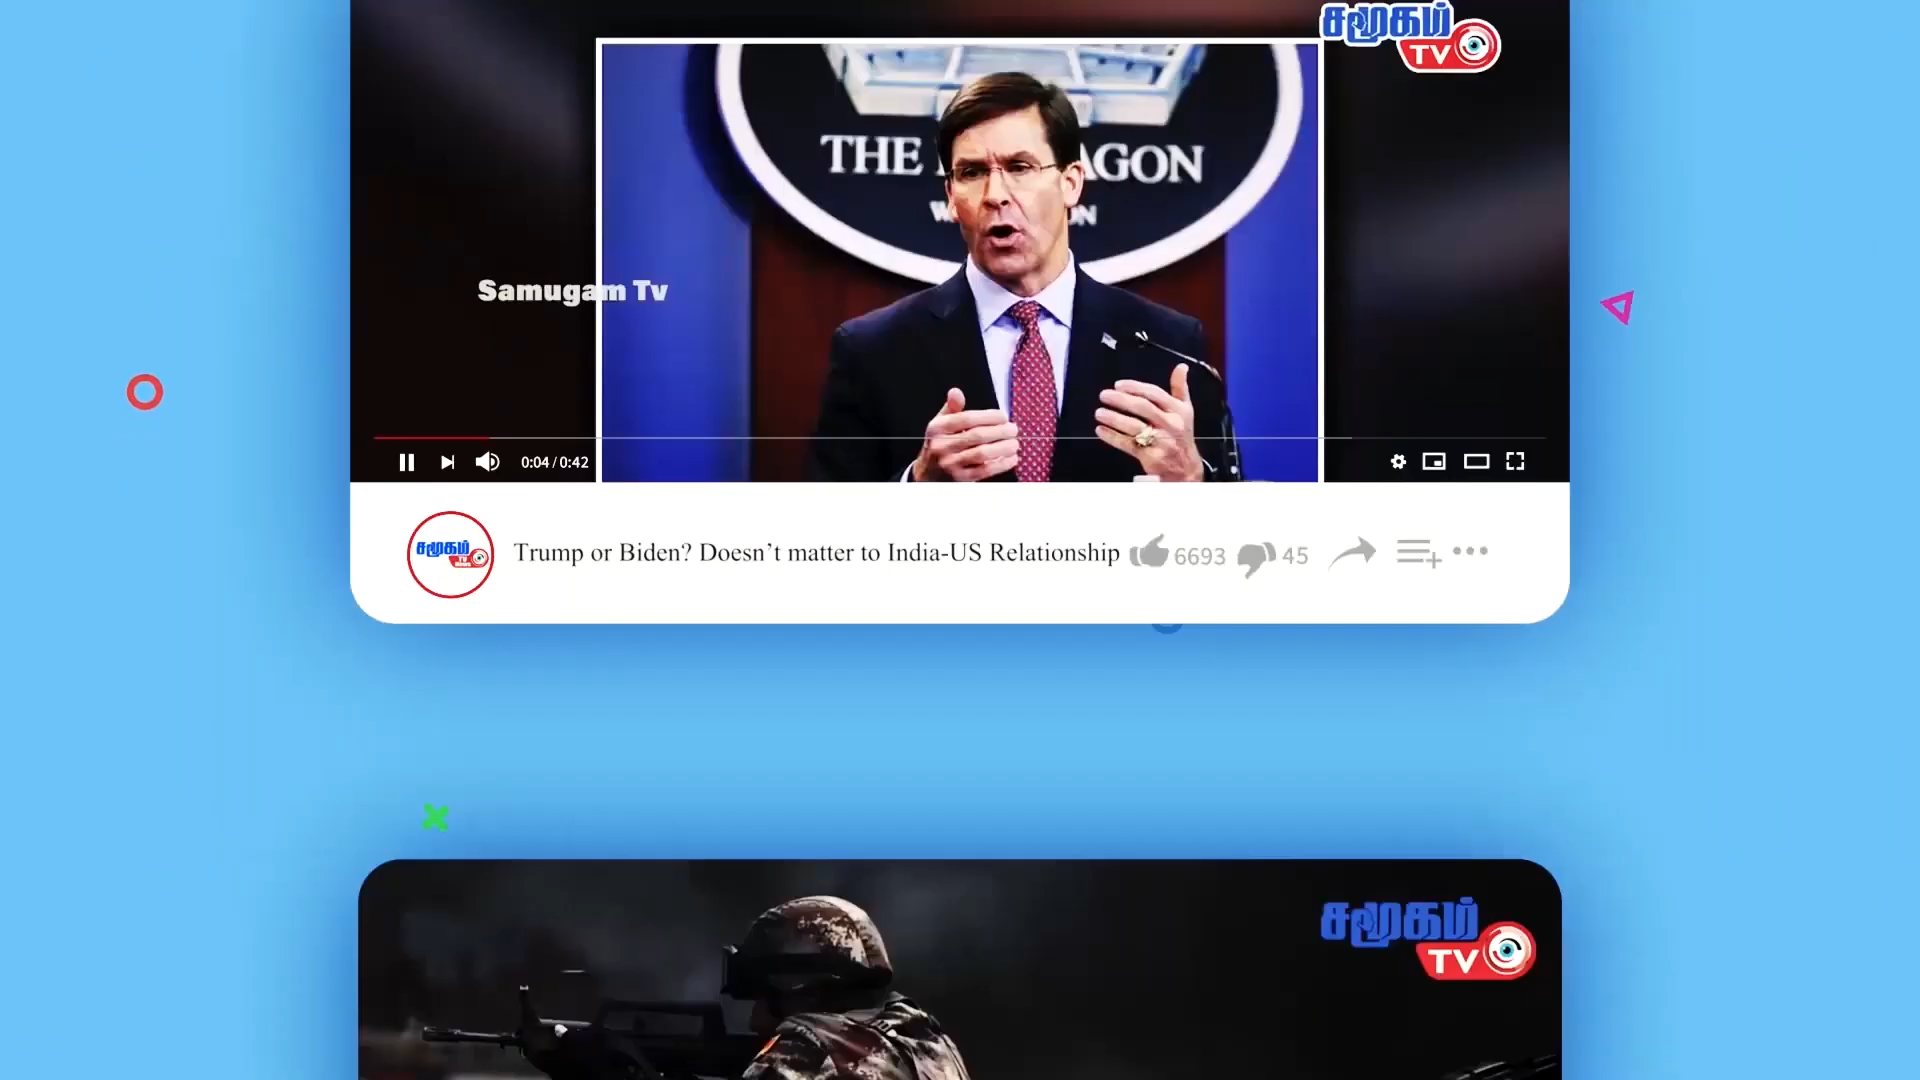 சமூகம்
TV
THE AGON
Samugam Tv
0:04 / 0:42
சமூகம்
Trump or Biden? Doesn't matter to India-US Relationship 6693 45
சமூகம்
TV